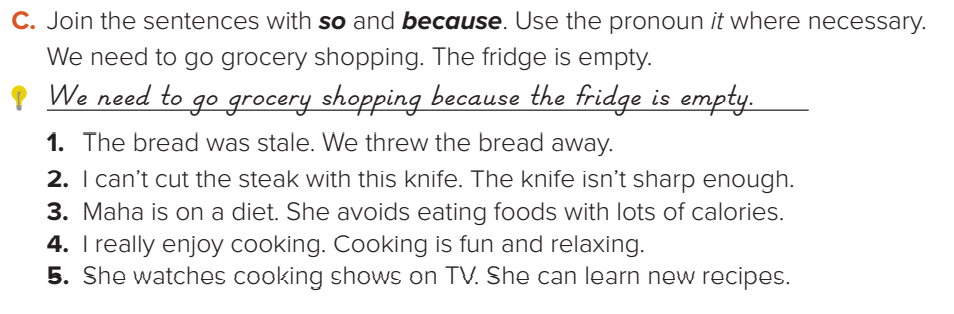 C. Join the sentences with so and because. Use the pronoun it where necessary.
We need to go grocery shopping. The fridge is empty.
We need to go grocery shopping because the fridge is empty.
1. The bread was stale. We threw the bread away.
2. I can't cut the steak with this knife. The knife isn't sharp enough.
3. Maha is on a diet. She avoids eating foods with lots of calories.
4. I really enjoy cooking. Cooking is fun and relaxing.
5. She watches cooking shows on TV. She can learn new recipes.